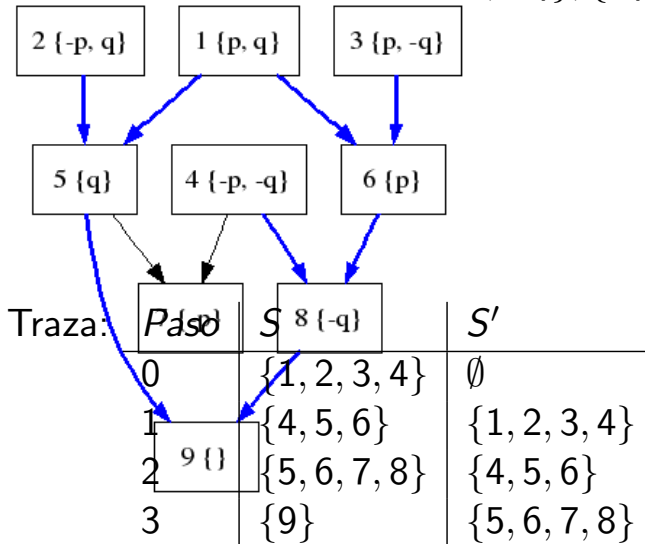 2 {-p, q} 1 {p, q} 3 {p, -q}
5 {q} 4 {-p, -q} 6 {p}
8 {-q}
Traza: Paso S S′
0 {1, 2, 3, 4} ∅
1 {4, 5, 6} {1, 2, 3, 4}
9 {}
2 {5, 6, 7, 8} {4, 5, 6}
3 {9} {5, 6, 7, 8}